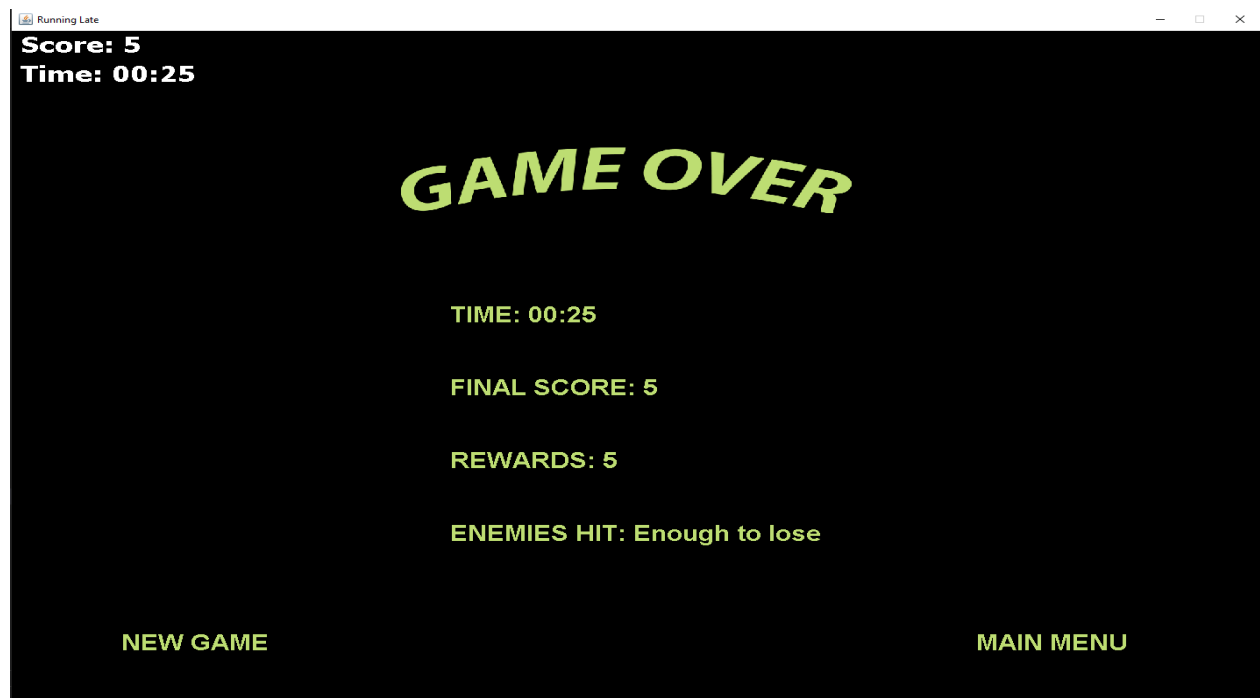 Running Late
Score: 5
Time: 00:25
GAME OVER
TIME: 00:25
FINAL SCORE: 5
REWARDS: 5
ENEMIES HIT: Enough to lose
NEW GAME
MAIN MENU